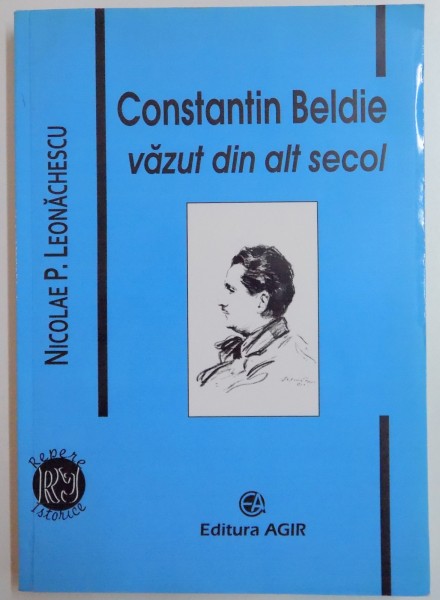 Constantin Beldie
văzut din alt secol
NICOLAE P. LEONĂCHESCU
Repere
Istorice
Editura AGIR